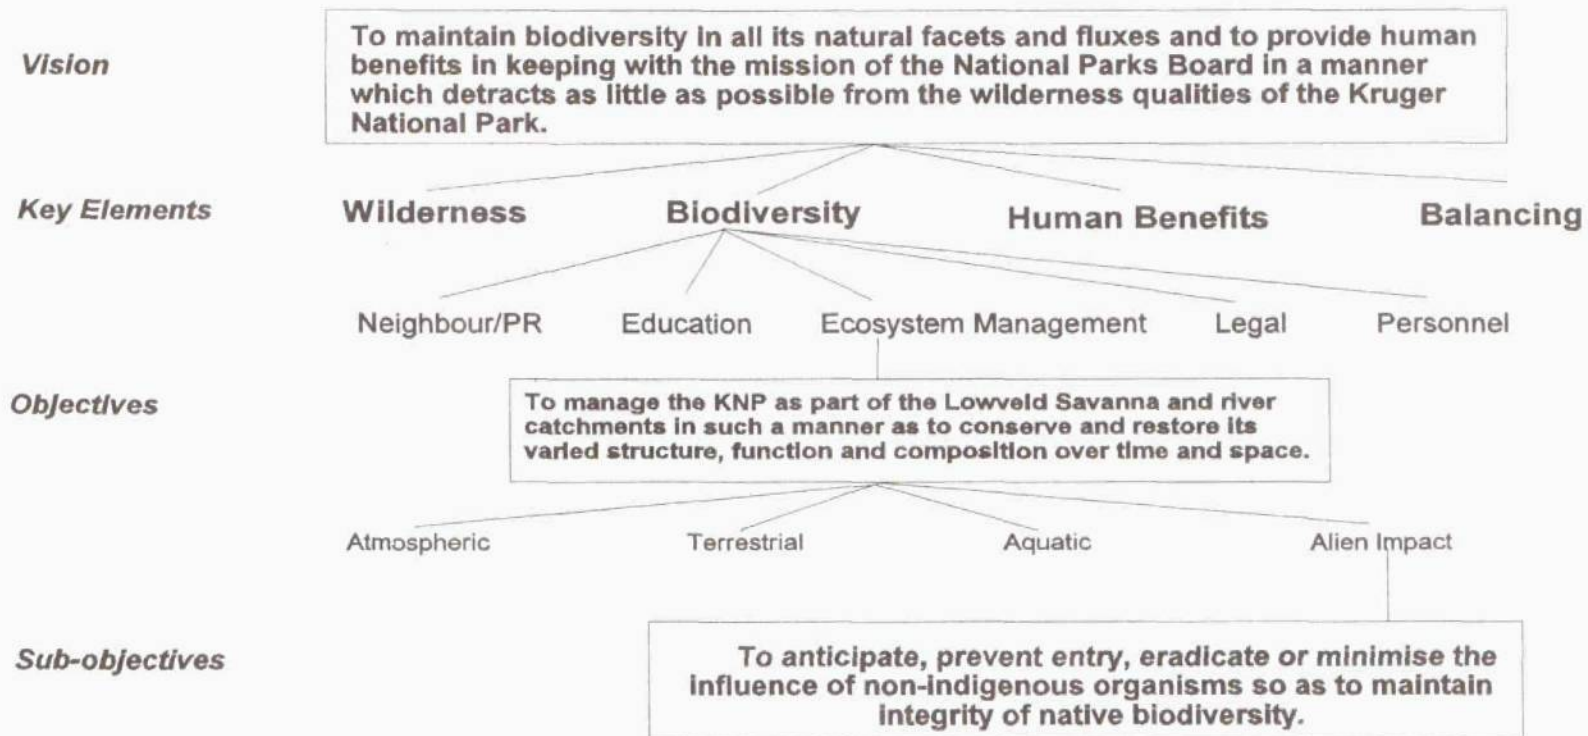 Vision
To maintain biodiversity in all its natural facets and fluxes and to provide human
benefits in keeping with the mission of the National Parks Board in a manner
which detracts as little as possible from the wilderness qualities of the Kruger
National Park.
Key Elements
Wilderness Biodiversity Human Benefits Balancing
Neighbour/PR Education Ecosystem Management Legal Personnel
Objectives
To manage the KNP as part of the Lowveld Savanna and river
catchments in such a manner as to conserve and restore its
varied structure, function and composition over time and space.
Atmospheric Terrestrial Aquatic Alien Impact
Sub-objectives
To anticipate, prevent entry, eradicate or minimise the
influence of non-indigenous organisms so as to maintain
integrity of native biodiversity.